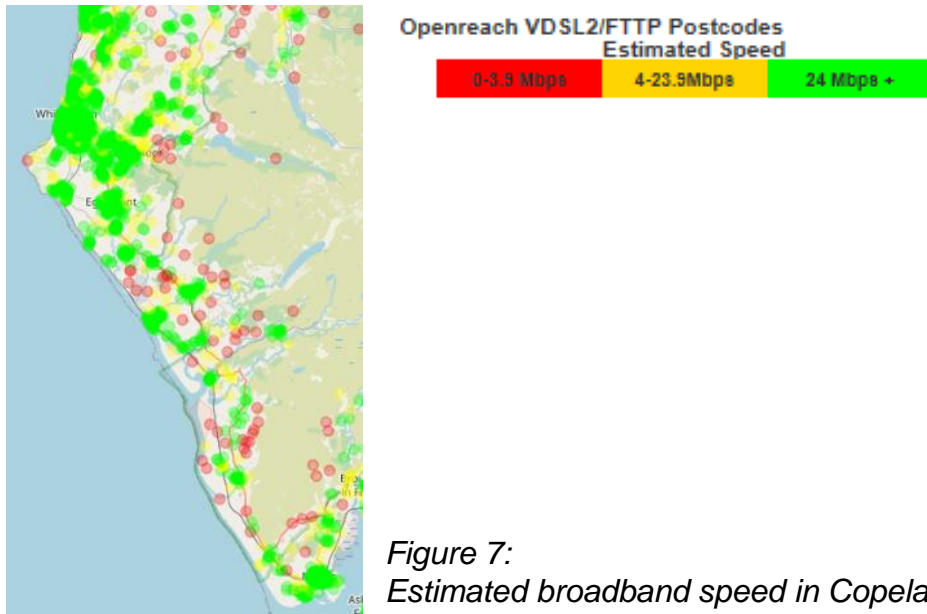 Openreach VDSL2/FTTP Postcodes
Estimated Speed
0-3.9 Mbps 4-23.9Mbps 24 Mbps +
Figure 7:
Estimated broadband speed in Copela